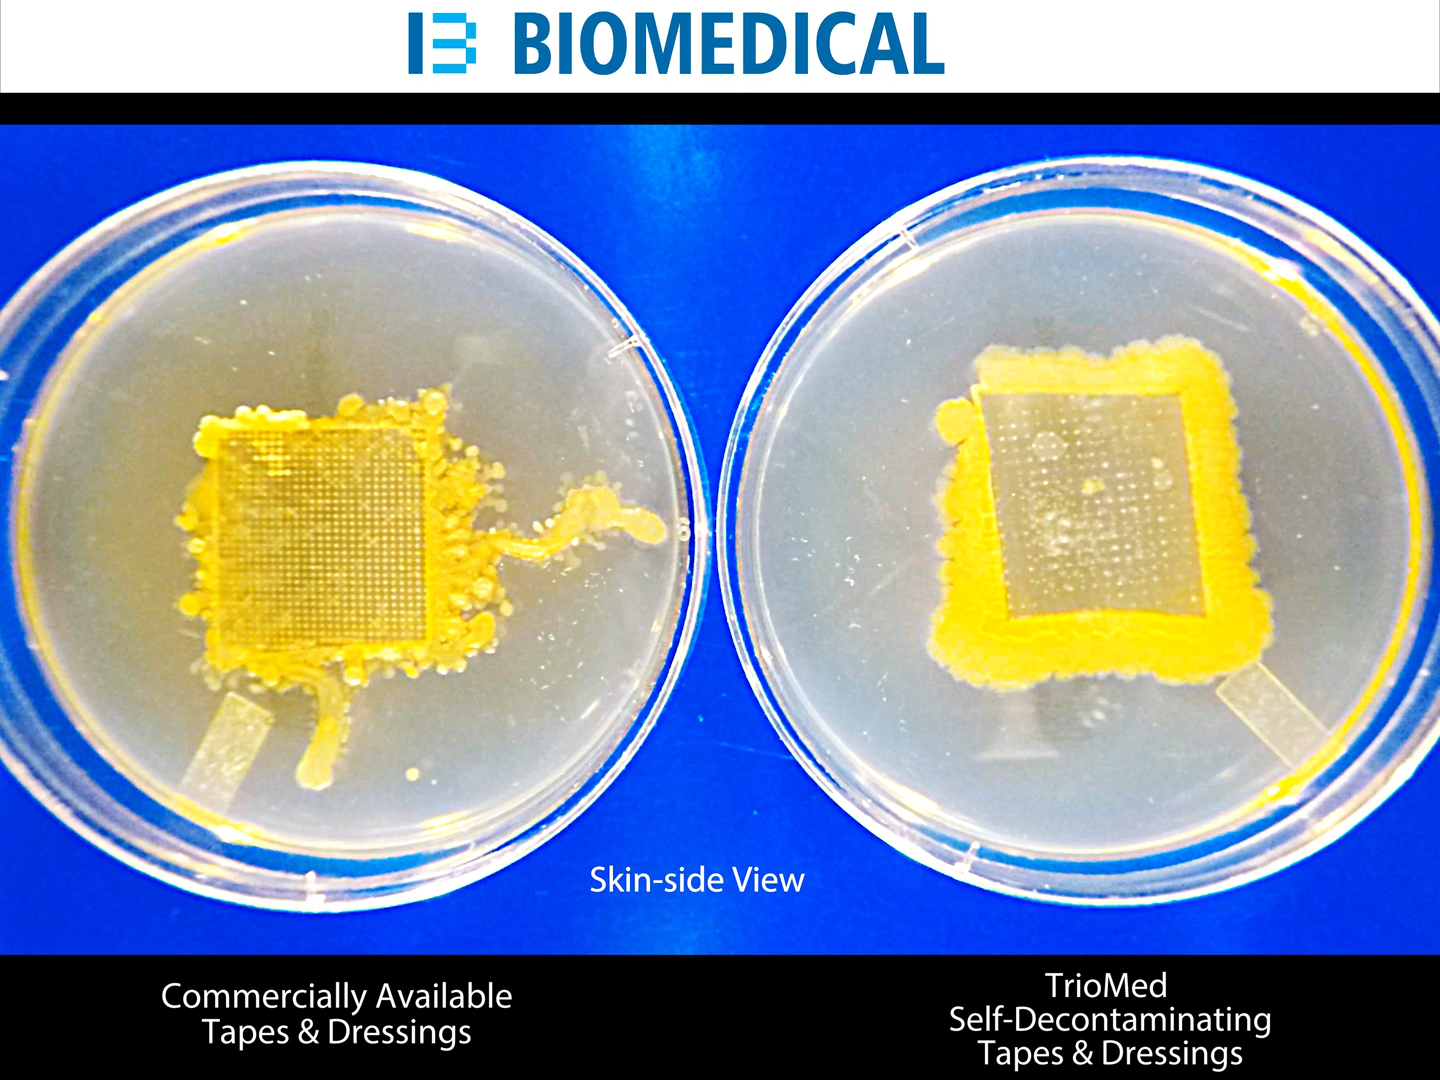 I3 BIOMEDICAL
Skin-side View
Commercially Available
Tapes & Dressings
TrioMed
Self-Decontaminating
Tapes & Dressings